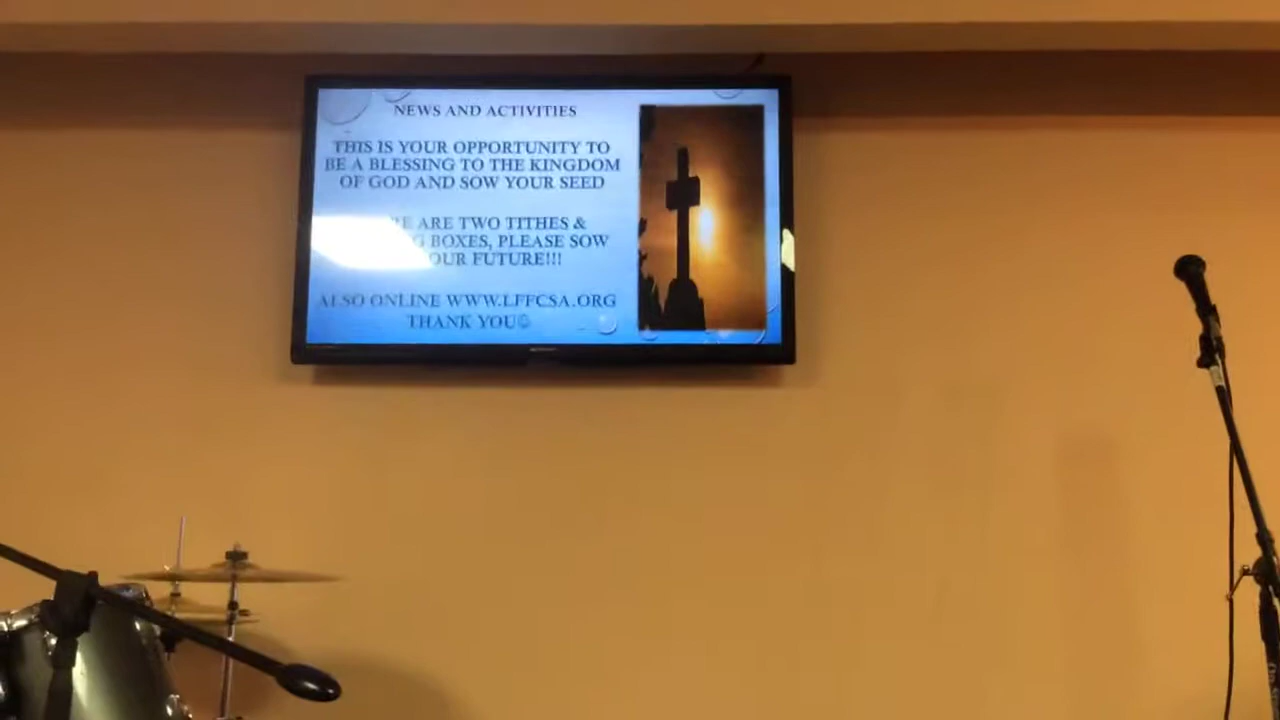 NEWS AND ACTIVITIES
THIS IS YOUR OPPORTUNITY TO
BE A BLESSING TO THE KINGDOM
OF GOD AND SOW YOUR SEED
ARE TWO TITHES &
BOXES, PLEASE SOW
FUTURE!!!
ALSO ONLINE WWW.LFFCSA.ORG
THANK YOU☺